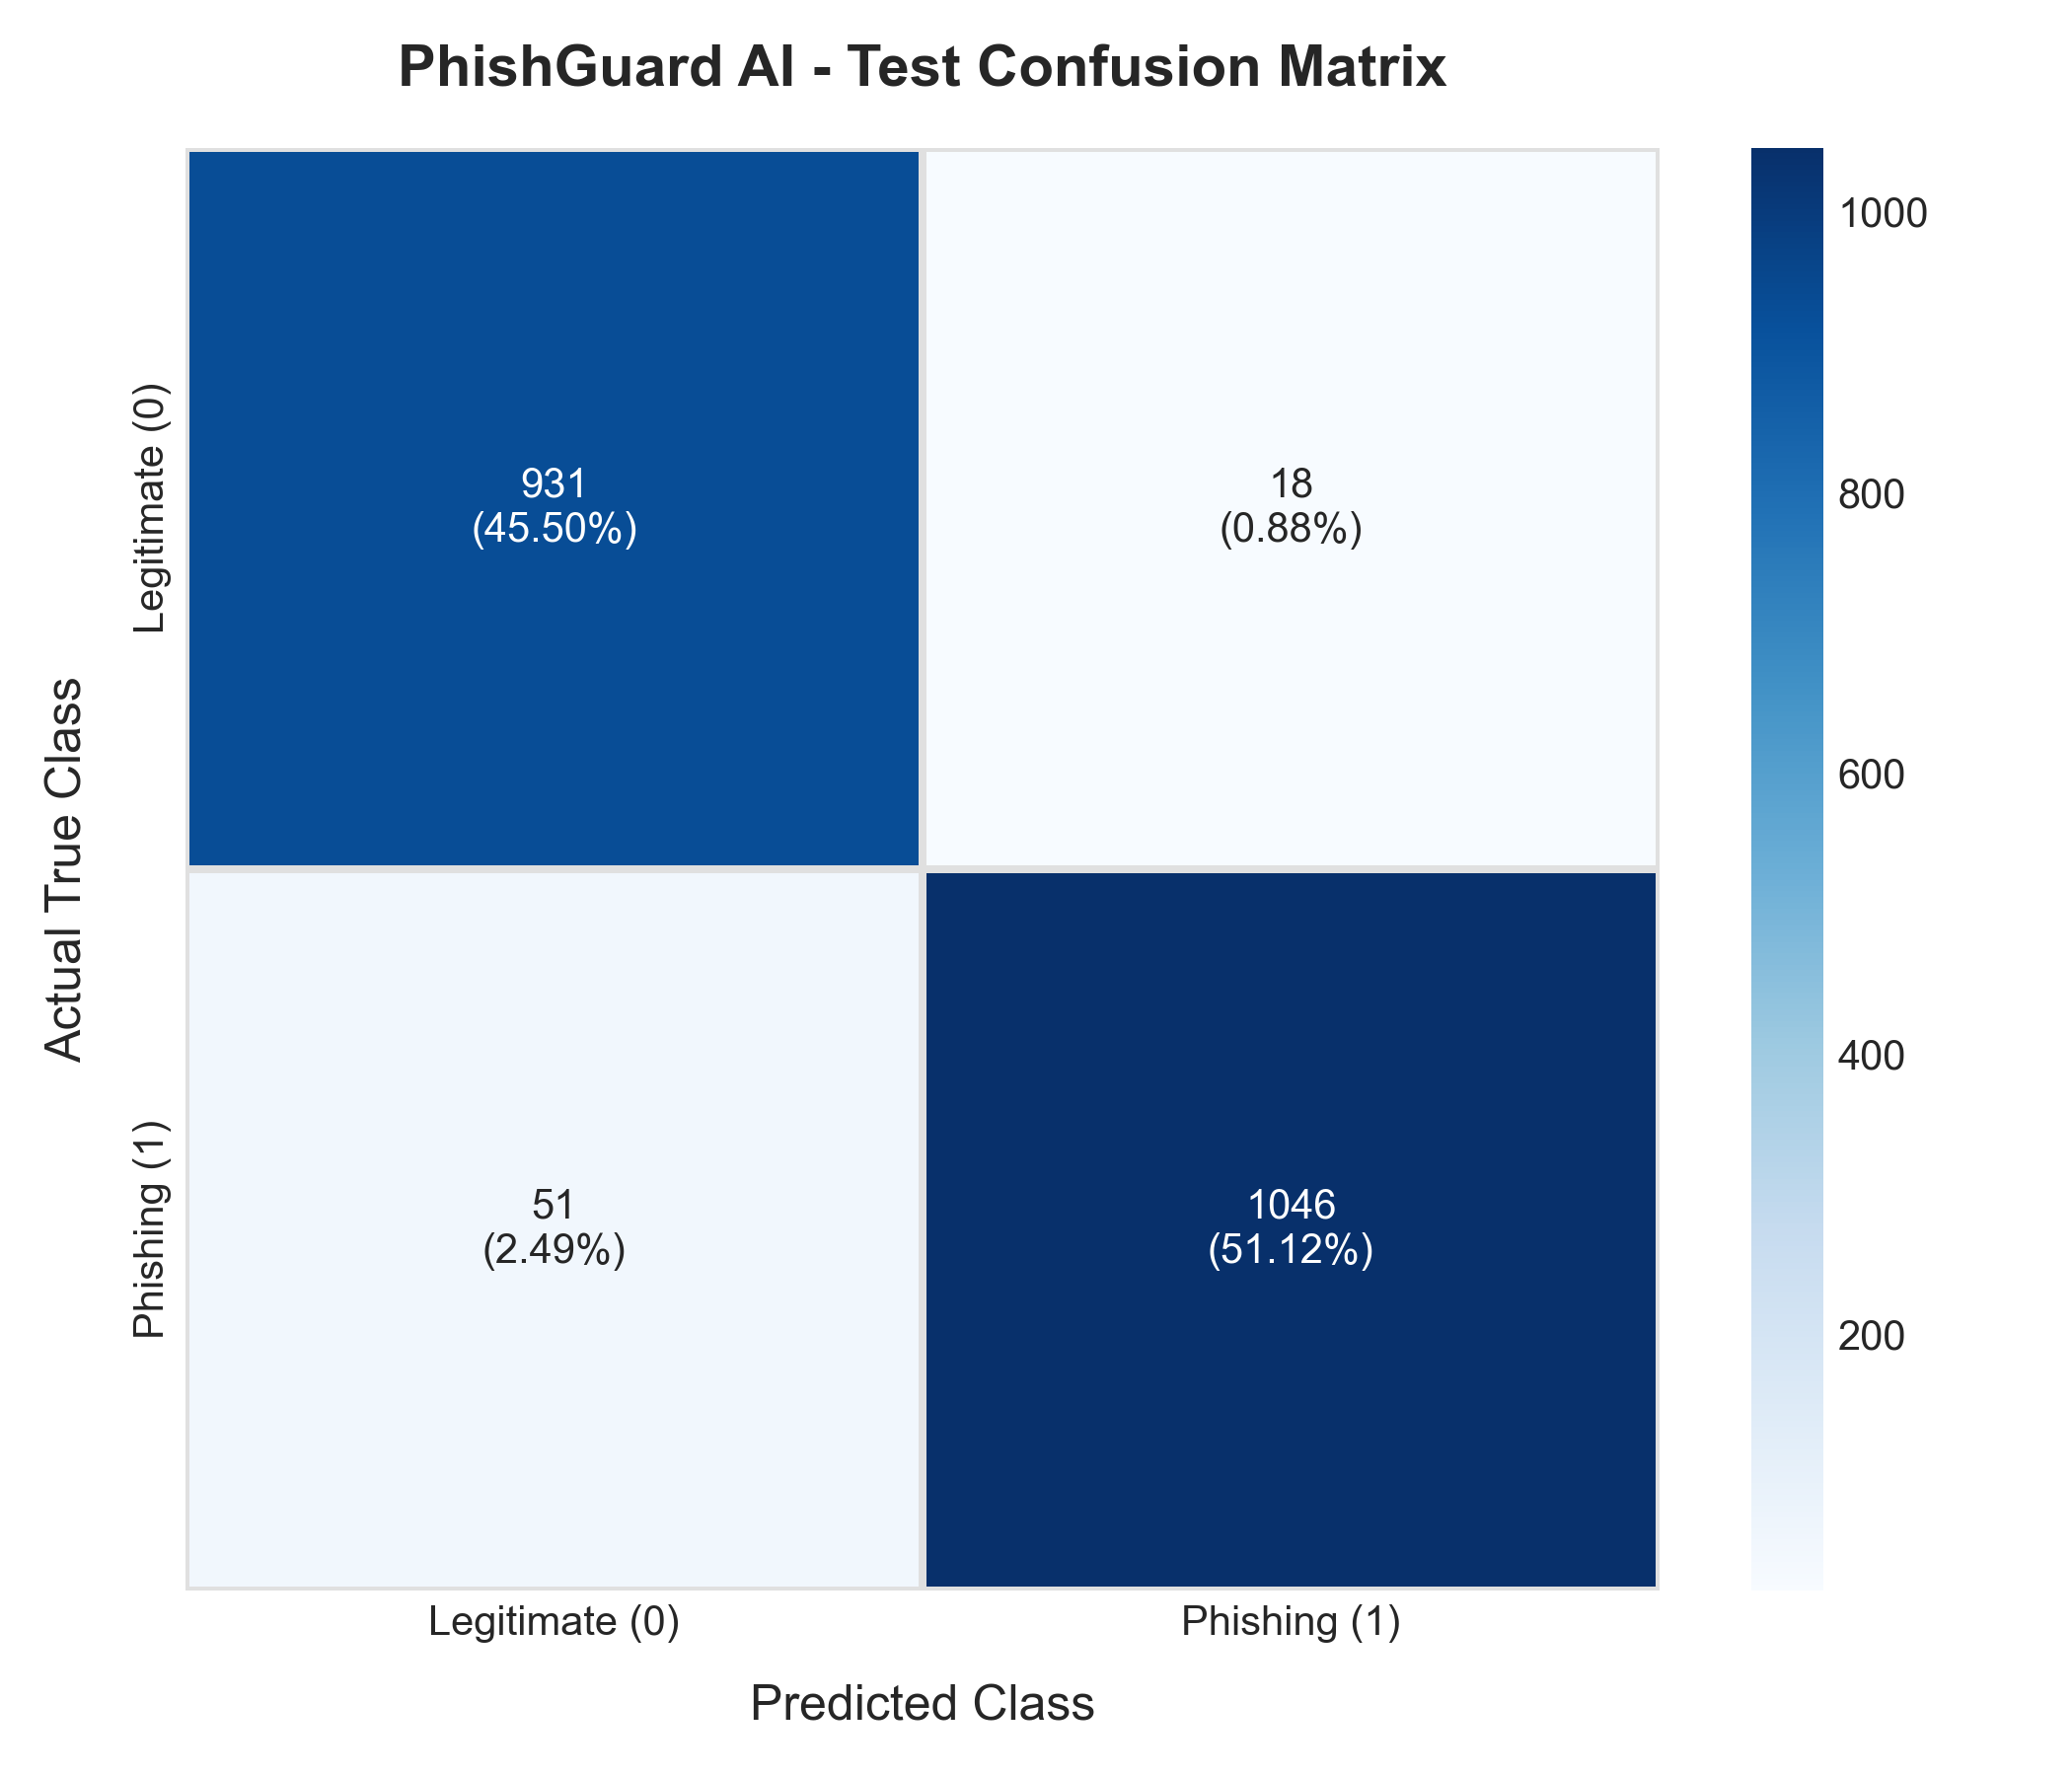 PhishGuard AI - Test Confusion Matrix
Actual True Class
Legitimate (0)
931
(45.50%)
18
(0.88%)
Phishing (1)
51
(2.49%)
1046
(51.12%)
Legitimate (0)
Phishing (1)
Predicted Class
1000
800
600
400
200